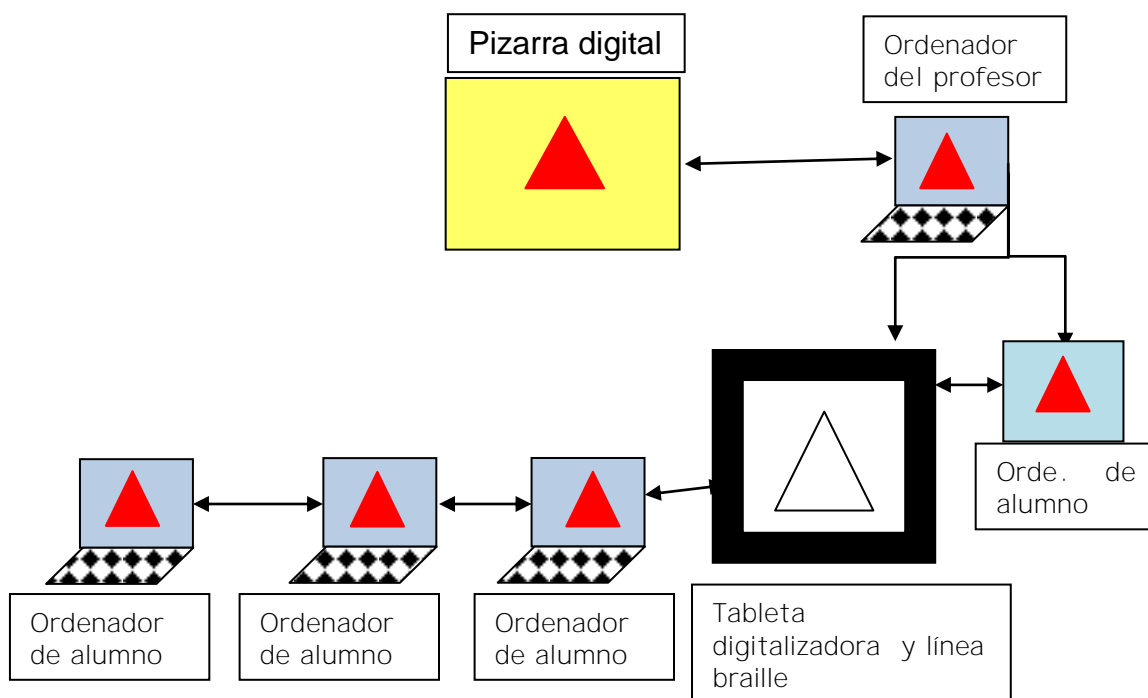 Pizarra digital
Ordenador
del profesor
Orde. de
alumno
Ordenador
de alumno
Ordenador
de alumno
Ordenador
de alumno
Tableta
digitalizadora y línea
braille